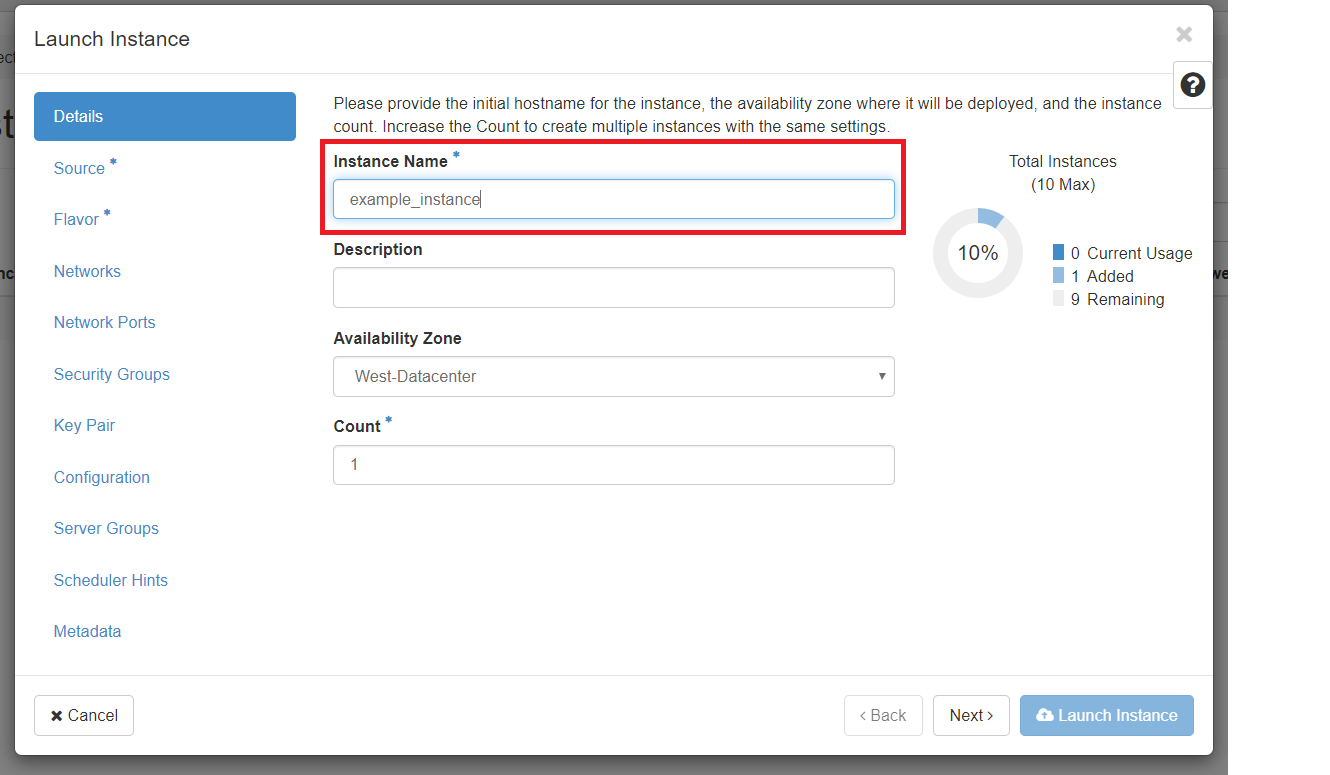 Launch Instance
Details
Source *
Flavor *
Networks
Network Ports
Security Groups
Key Pair
Configuration
Server Groups
Scheduler Hints
Metadata
Please provide the initial hostname for the instance, the availability zone where it will be deployed, and the instance
count. Increase the Count to create multiple instances with the same settings.
Instance Name *
example_instance
Description
Availability Zone
West-Datacenter
Count *
1
Total Instances
(10 Max)
10%
0 Current Usage
1 Added
9 Remaining
Cancel
< Back
Next >
Launch Instance